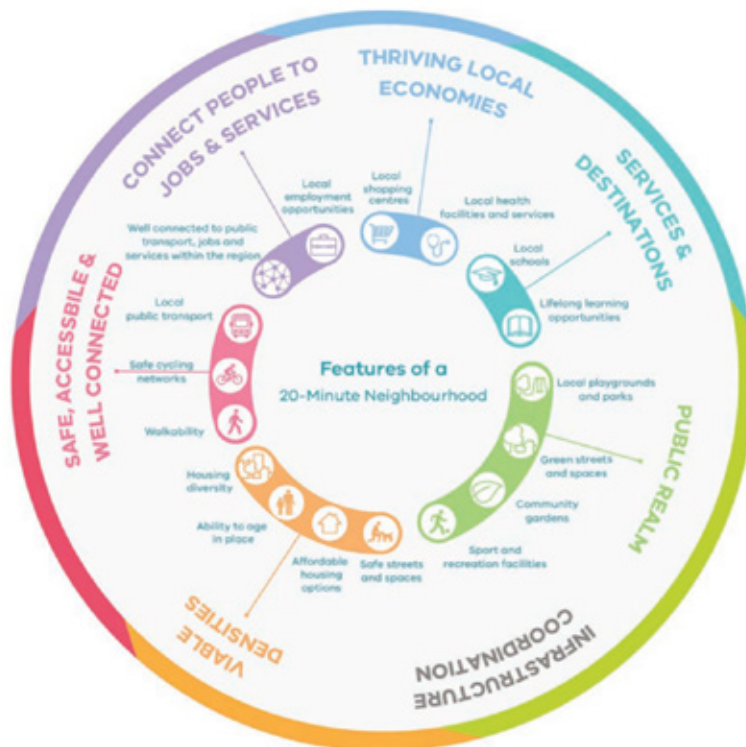 THRIVING LOCAL
ECONOMIES
SERVICES &
DESTINATIONS
PUBLIC REALM
INFRASTRUCTURE
COORDINATION
VIABLE
DENSITIES
SAFE, ACCESSBILE &
WELL CONNECTED
CONNECT PEOPLE TO
JOBS & SERVICES
Local
shopping
centres
Local health
facilities and services
Local
schools
Lifelong learning
opportunities
Local playgrounds
and parks
Green streets
and spaces
Community
gardens
Sport and
recreation facilities
Safe streets
and spaces
Affordable
housing
options
Ability to age
in place
Housing
diversity
Walkability
Safe cycling
networks
Local
public transport
Well connected to public
transport, jobs and
services within the region
Local
employment
opportunities
Features of a
20-Minute Neighbourhood